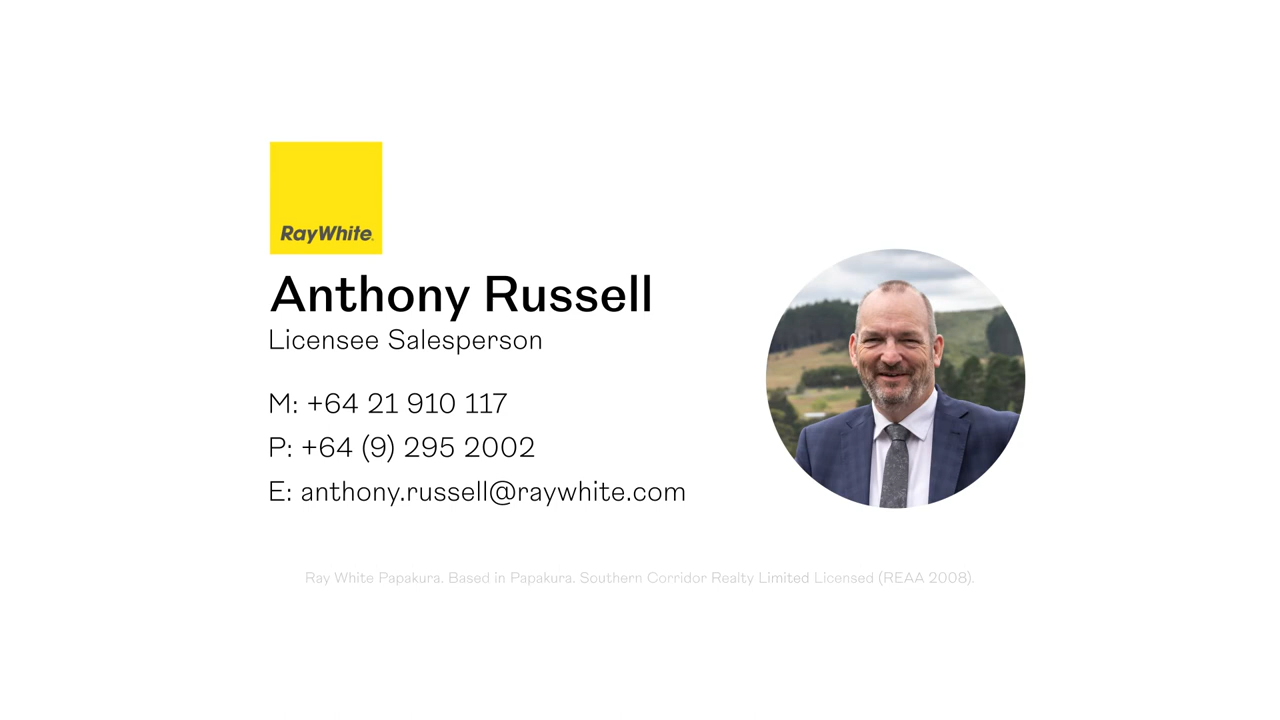 RayWhite.
Anthony Russell
Licensee Salesperson
M: +64 21 910 117
P: +64 (9) 295 2002
E: anthony.russell@raywhite.com
Ray White Papakura. Based in Papakura. Southern Corridor Realty Limited Licensed (REAA 2008).